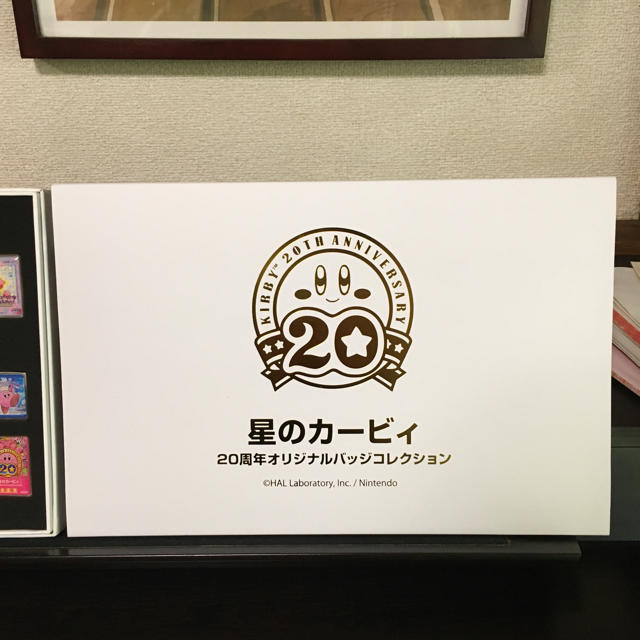 KIRBY™ 20TH ANNIVERSARY
20
星のカービィ
20周年オリジナルバッジコレクション
©HAL Laboratory, Inc. / Nintendo
20